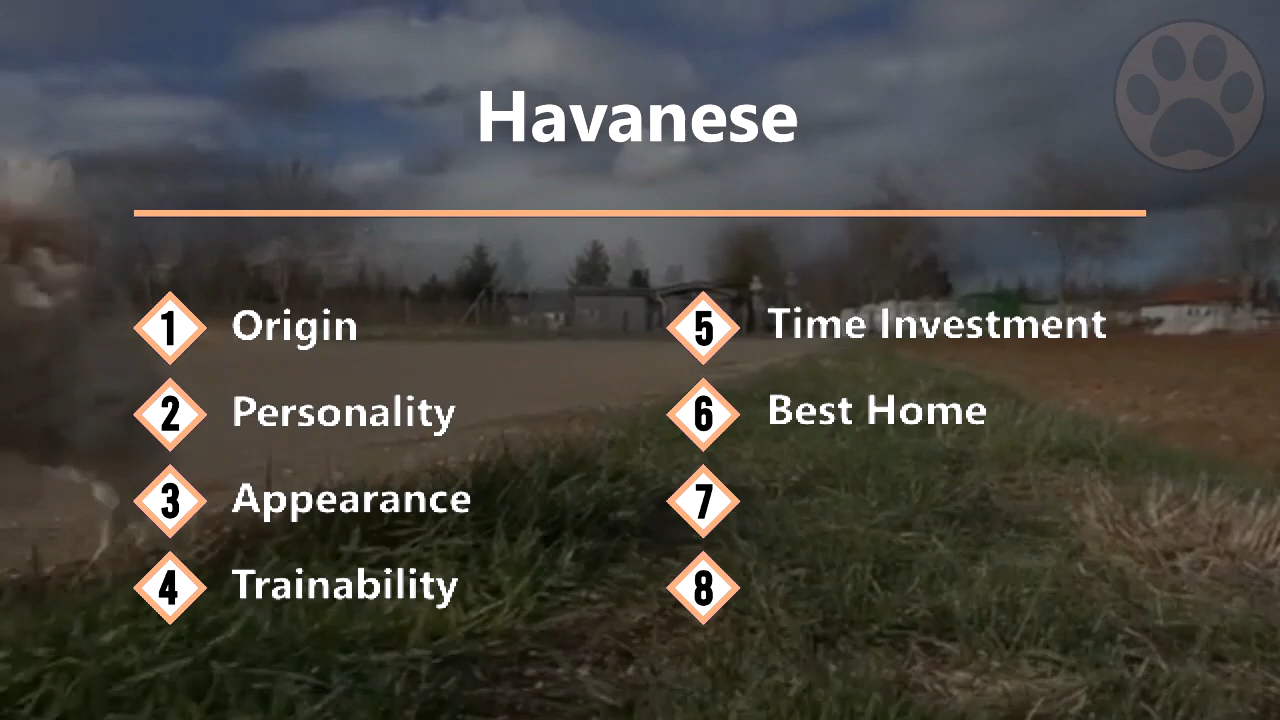 Havanese
1 Origin
2 Personality
3 Appearance
4 Trainability
5 Time Investment
6 Best Home
7
8